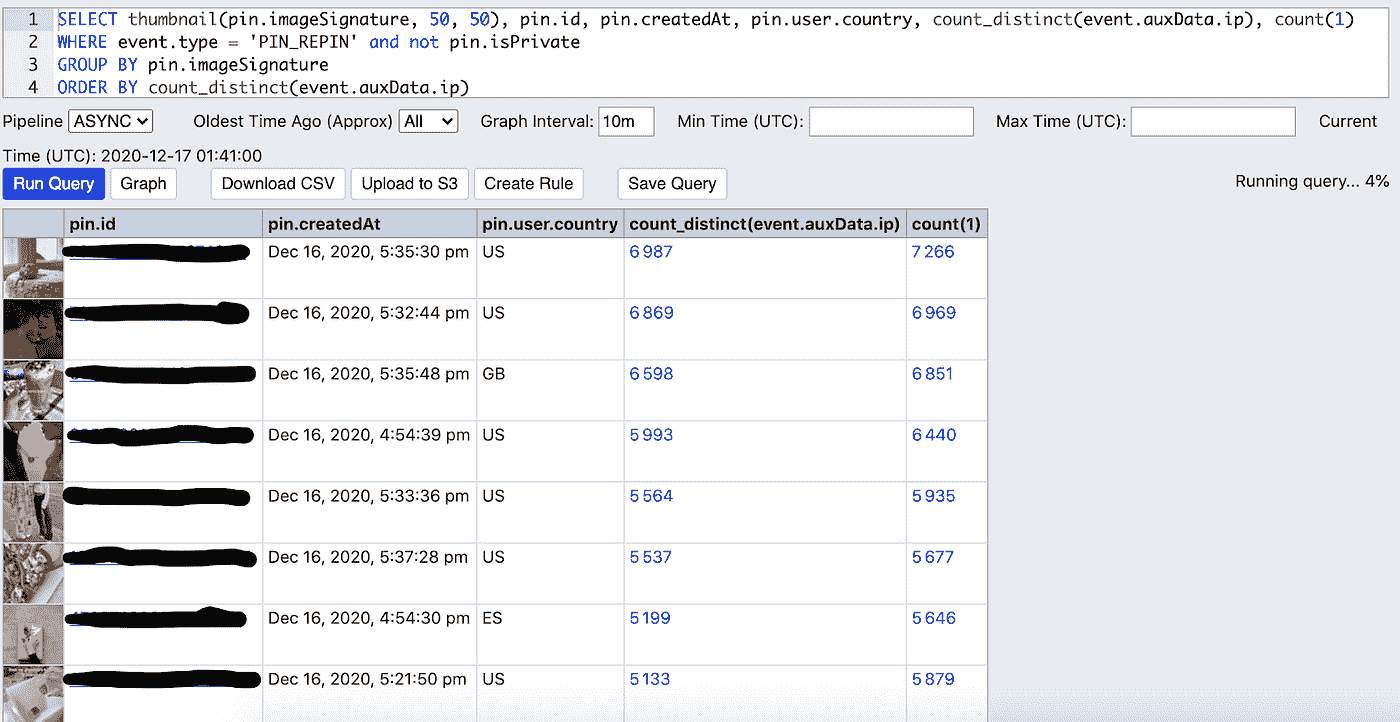 1 SELECT thumbnail(pin.imageSignature, 50, 50), pin.id, pin.createdAt, pin.user.country, count_distinct(event.auxData.ip), count(1)
2 WHERE event.type = 'PIN_REPIN' and not pin.isPrivate
3 GROUP BY pin.imageSignature
4 ORDER BY count_distinct(event.auxData.ip)
Pipeline ASYNC Oldest Time Ago (Approx) All Graph Interval: 10m Min Time (UTC): Max Time (UTC): Current
Time (UTC): 2020-12-17 01:41:00
Run Query Graph Download CSV Upload to S3 Create Rule Save Query Running query... 4%
pin.id pin.createdAt pin.user.country count_distinct(event.auxData.ip) count(1)
Dec 16, 2020, 5:35:30 pm US 6 987 7 266
Dec 16, 2020, 5:32:44 pm US 6 869 6 969
Dec 16, 2020, 5:35:48 pm GB 6 598 6 851
Dec 16, 2020, 4:54:39 pm US 5 993 6 440
Dec 16, 2020, 5:33:36 pm US 5 564 5 935
Dec 16, 2020, 5:37:28 pm US 5 537 5 677
Dec 16, 2020, 4:54:30 pm ES 5 199 5 646
Dec 16, 2020, 5:21:50 pm US 5 133 5 879